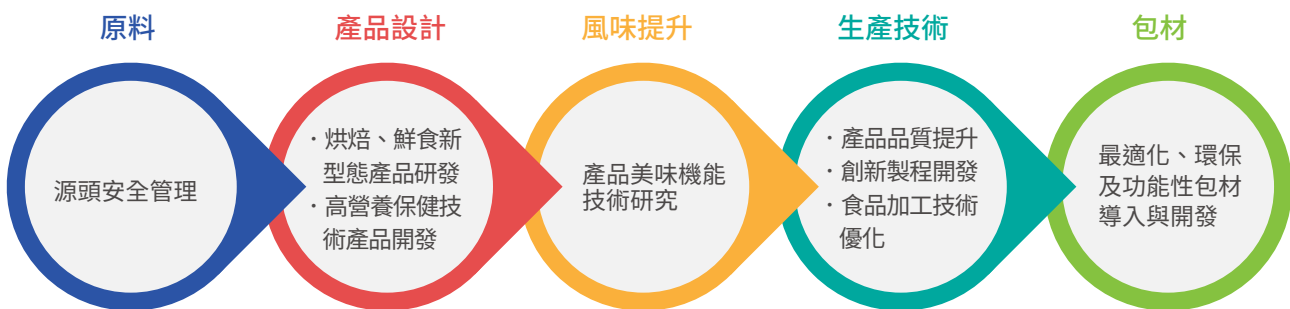 原料
源頭安全管理
產品設計
・烘焙、鮮食新
型態產品研發
・高營養保健技
術產品開發
風味提升
產品美味機能
技術研究
生產技術
・產品品質提升
・創新製程開發
・食品加工技術
優化
包材
最適化、環保
及功能性包材
導入與開發